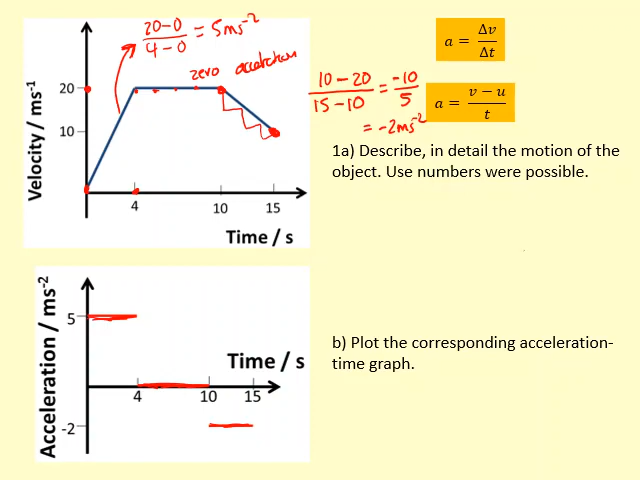 20-0
4-0
= 5ms⁻²
zero acceleration
Velocity / ms⁻¹
20
10
4
10
15
Time / s
10-20
15-10
= -10
5
= -2ms⁻²
a = Δv
Δt
a = v − u
t
1a) Describe, in detail the motion of the
object. Use numbers were possible.
Acceleration / ms⁻²
5
-2
Time / s
4
10
15
b) Plot the corresponding acceleration-
time graph.